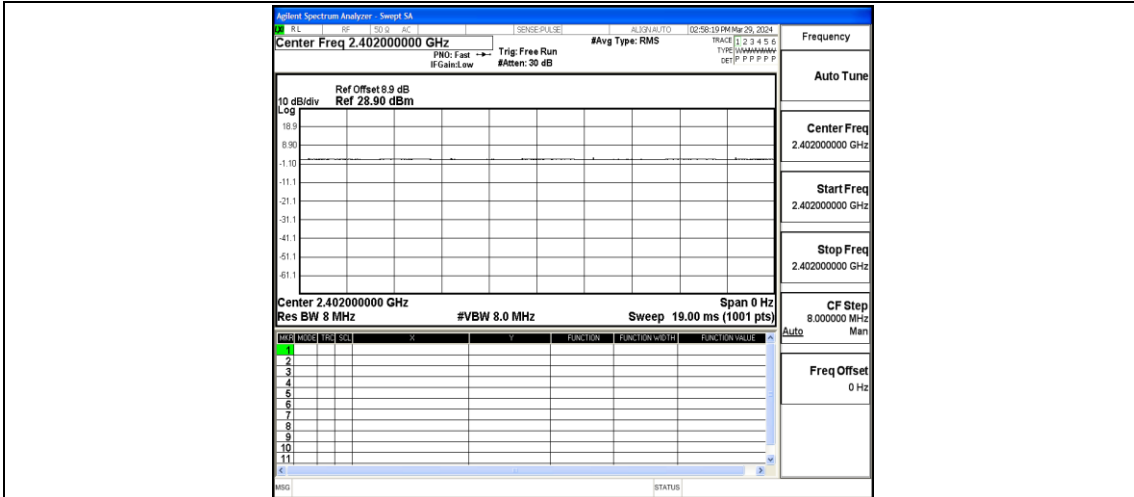 Agilent Spectrum Analyzer - Swept SA
RL RF 50 Ω AC SENSE:PULSE ALIGN AUTO 02:58:19 PM Mar 29, 2024
Center Freq 2.402000000 GHz
#Avg Type: RMS
TRACE 1 2 3 4 5 6
PNO: Fast Trig: Free Run
TYPE
IFGain:Low #Atten: 30 dB
DET P P P P P P
Ref Offset 8.9 dB
10 dB/div Ref 28.90 dBm
Log
18.9
8.90
-1.10
-11.1
-21.1
-31.1
-41.1
-51.1
-61.1
Center 2.402000000 GHz Span 0 Hz
Res BW 8 MHz #VBW 8.0 MHz Sweep 19.00 ms (1001 pts)
MKR MODE TRC SCL X Y FUNCTION FUNCTION WIDTH FUNCTION VALUE
1
2
3
4
5
6
7
8
9
10
11
MSG STATUS
Frequency
Auto Tune
Center Freq
2.402000000 GHz
Start Freq
2.402000000 GHz
Stop Freq
2.402000000 GHz
CF Step
8.000000 MHz
Auto Man
Freq Offset
0 Hz